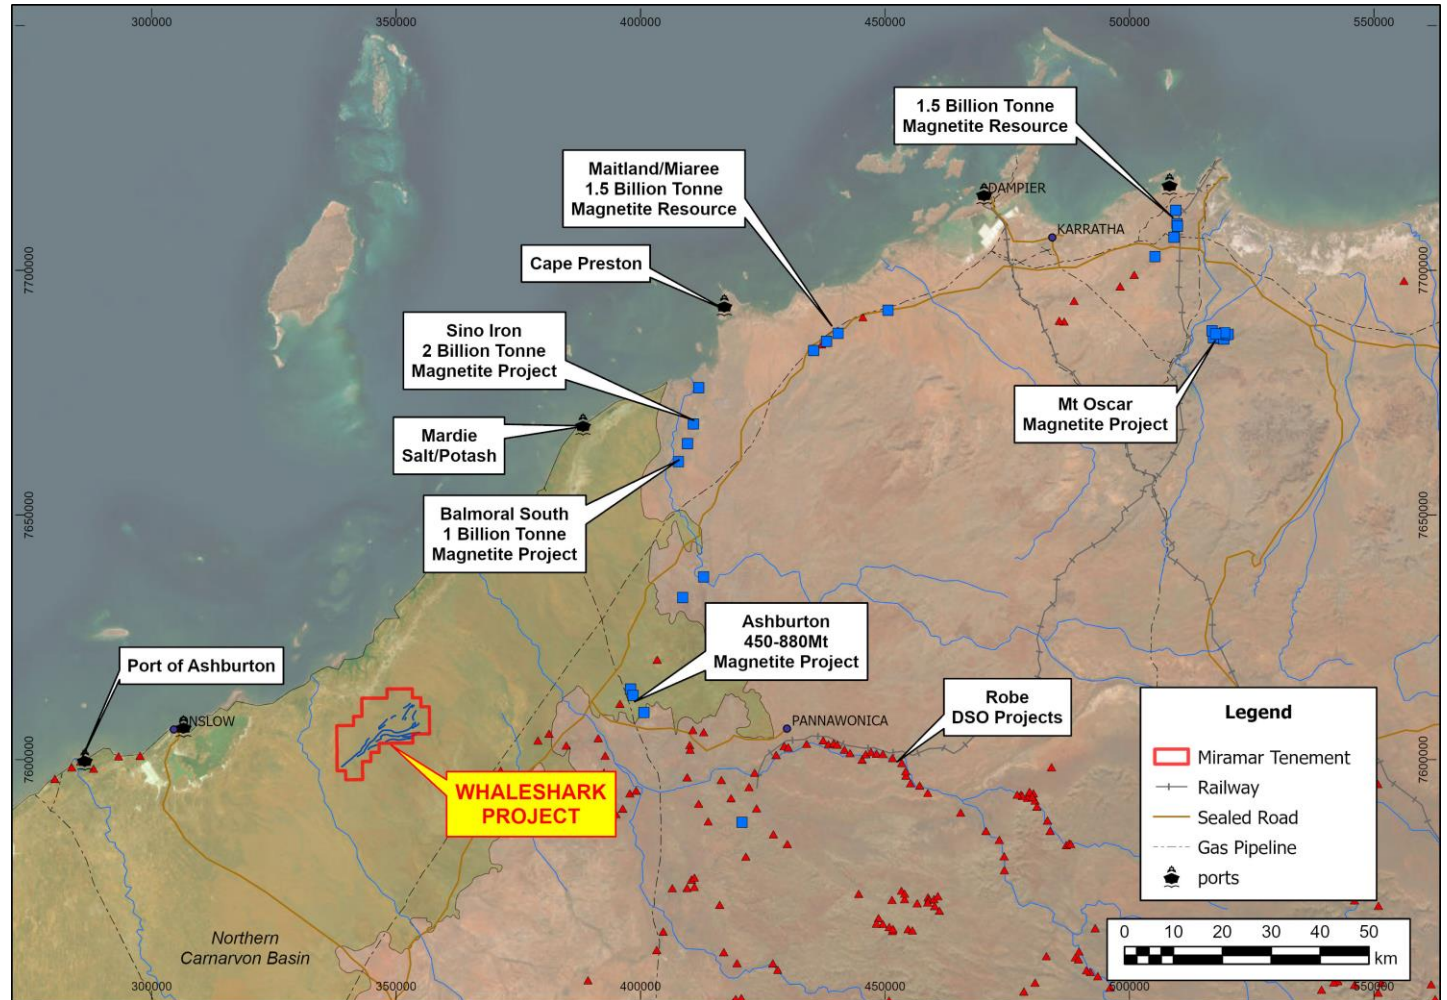 300000
350000
400000
450000
500000
550000
1.5 Billion Tonne
Magnetite Resource
Maitland/Miaree
1.5 Billion Tonne
Magnetite Resource
DAMPIER
KARRATHA
Cape Preston
7700000
7700000
Sino Iron
2 Billion Tonne
Magnetite Project
Mt Oscar
Magnetite Project
Mardie
Salt/Potash
Balmoral South
1 Billion Tonne
Magnetite Project
7650000
7650000
Ashburton
450-880Mt
Magnetite Project
Port of Ashburton
Robe
DSO Projects
NSLOW
PANNAWONICA
7600000
7600000
WHALESHARK
PROJECT
Legend
Miramar Tenement
Railway
Sealed Road
Gas Pipeline
ports
0 10 20 30 40 50
km
Northern
Carnarvon Basin
300000
350000
400000
450000
500000
550000